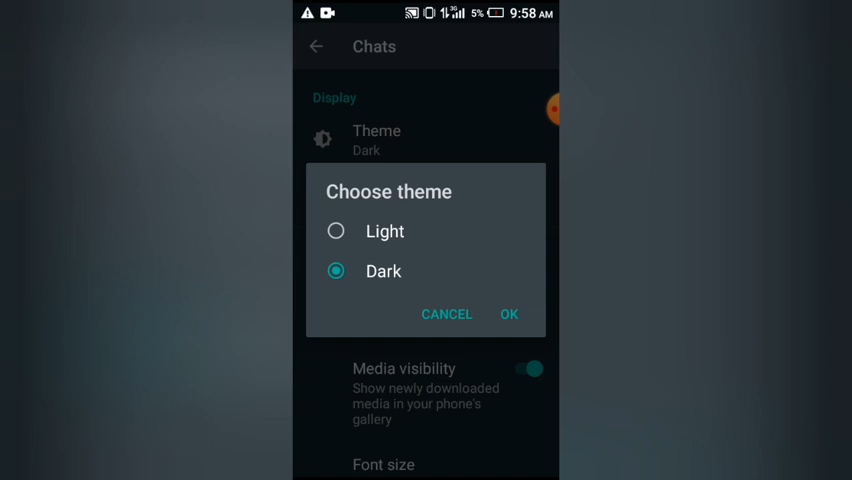 3G 5% 9:58 AM
Chats
Display
Theme
Dark
Choose theme
Light
Dark
CANCEL OK
Media visibility
Show newly downloaded
media in your phone's
gallery
Font size